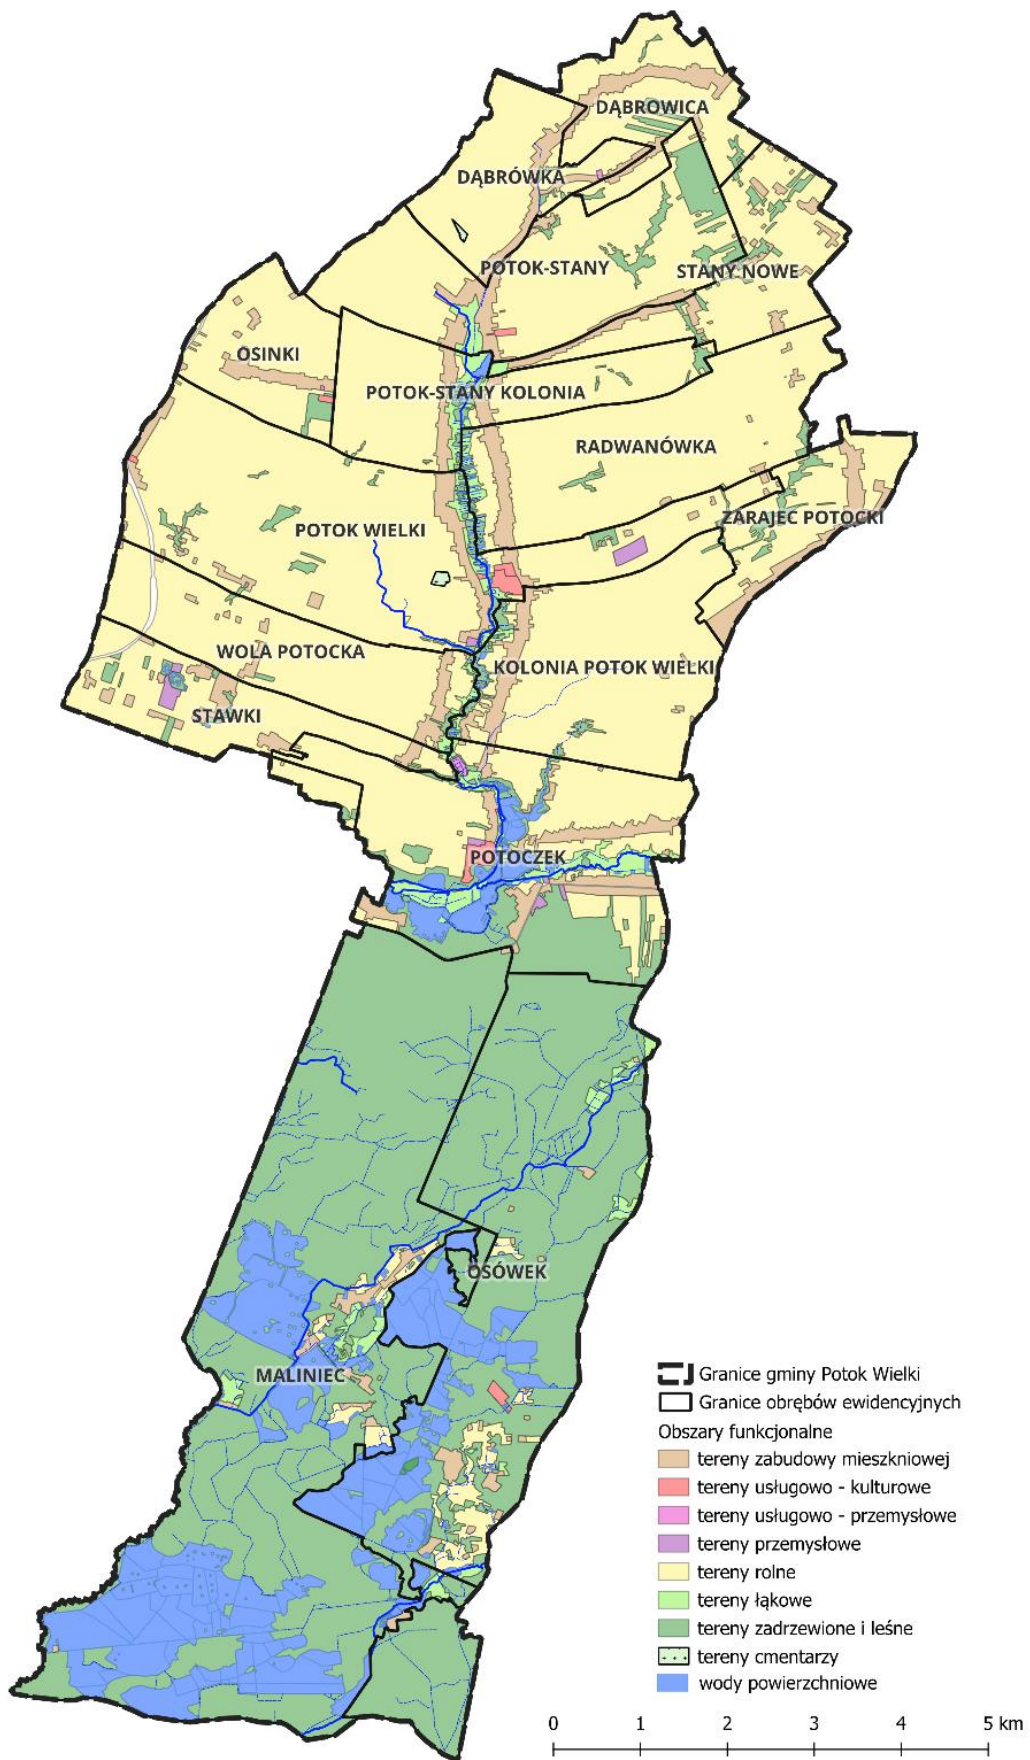 DĄBROWICA
DĄBRÓWKA
POTOK-STANY
STANY NOWE
OSINKI
POTOK-STANY KOLONIA
RADWANÓWKA
ZARAJEC POTOCKI
POTOK WIELKI
WOLA POTOCKA
KOLONIA POTOK WIELKI
STAWKI
POTOCZEK
OSÓWEK
MALINIEC
Granice gminy Potok Wielki
Granice obrębów ewidencyjnych
Obszary funkcjonalne
tereny zabudowy mieszkniowej
tereny usługowo - kulturowe
tereny usługowo - przemysłowe
tereny przemysłowe
tereny rolne
tereny łąkowe
tereny zadrzewione i leśne
tereny cmentarzy
wody powierzchniowe
0 1 2 3 4 5 km